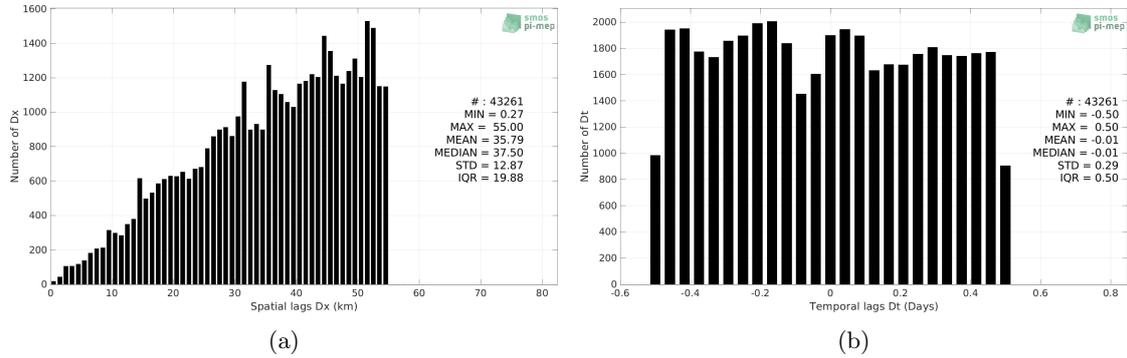 1600
1400
1200
1000
800
600
400
200
0
Number of Dx
smos
pi-mep
# : 43261
MIN = 0.27
MAX = 55.00
MEAN = 35.79
MEDIAN = 37.50
STD = 12.87
IQR = 19.88
0 10 20 30 40 50 60 70 80
Spatial lags Dx (km)
(a)
2000
1800
1600
1400
1200
1000
800
600
400
200
0
Number of Dt
smos
pi-mep
# : 43261
MIN = -0.50
MAX = 0.50
MEAN = -0.01
MEDIAN = -0.01
STD = 0.29
IQR = 0.50
-0.6 -0.4 -0.2 0 0.2 0.4 0.6 0.8
Temporal lags Dt (Days)
(b)